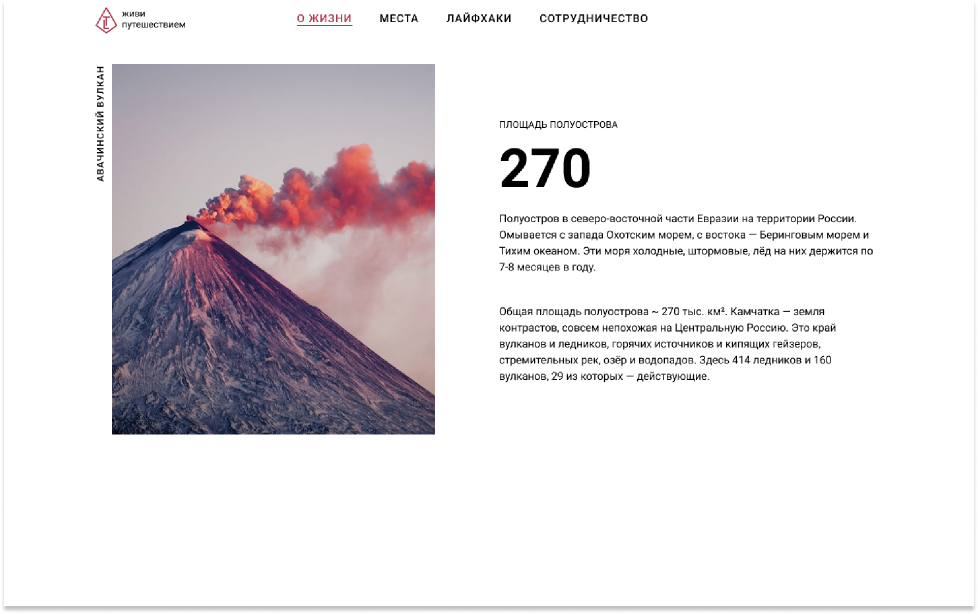 живи
путешествием
О ЖИЗНИ
МЕСТА
ЛАЙФХАКИ
СОТРУДНИЧЕСТВО
АВАЧИНСКИЙ ВУЛКАН
ПЛОЩАДЬ ПОЛУОСТРОВА
270
Полуостров в северо-восточной части Евразии на территории России.
Омывается с запада Охотским морем, с востока — Беринговым морем и
Тихим океаном. Эти моря холодные, штормовые, лёд на них держится по
7-8 месяцев в году.
Общая площадь полуострова ~ 270 тыс. км². Камчатка — земля
контрастов, совсем непохожая на Центральную Россию. Это край
вулканов и ледников, горячих источников и кипящих гейзеров,
стремительных рек, озёр и водопадов. Здесь 414 ледников и 160
вулканов, 29 из которых — действующие.